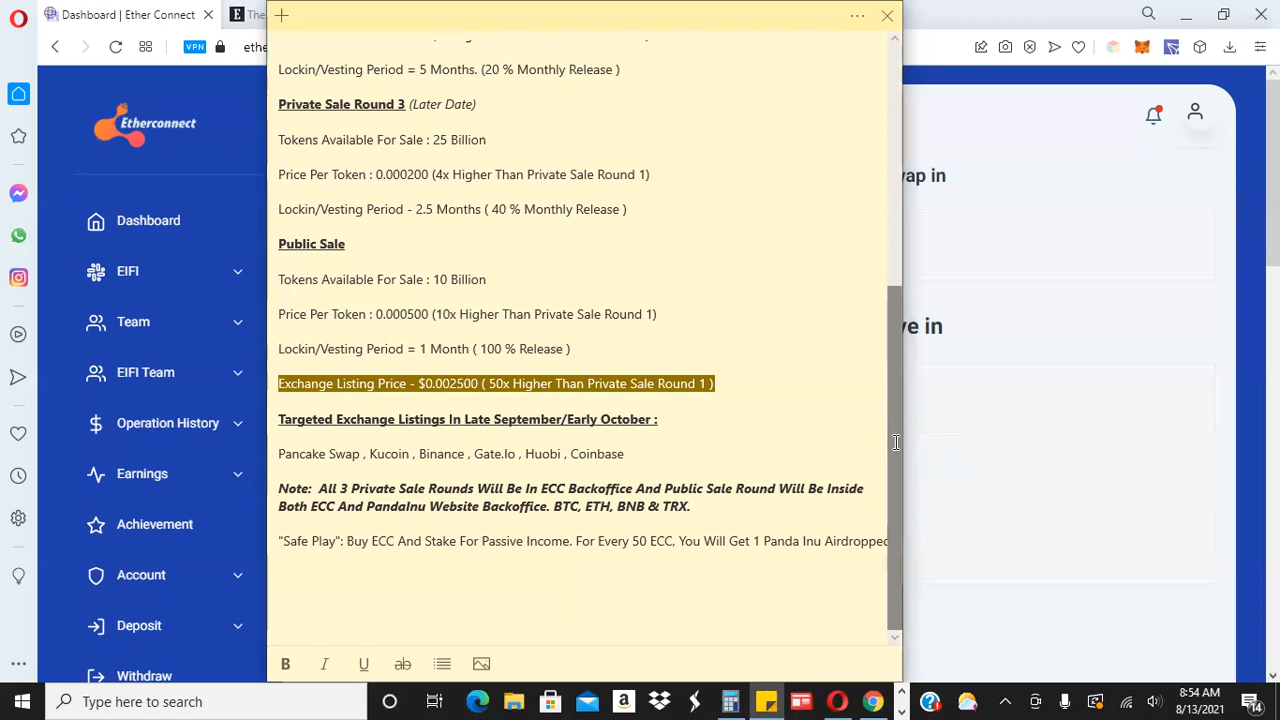 Dashboard | Etherconnect
The
VPN
ethe
Etherconnect
Dashboard
EIFI
Team
EIFI Team
Operation History
Earnings
Achievement
Account
Deposit
Withdraw
Lockin/Vesting Period = 5 Months. (20 % Monthly Release )
Private Sale Round 3 (Later Date)
Tokens Available For Sale : 25 Billion
Price Per Token : 0.000200 (4x Higher Than Private Sale Round 1)
Lockin/Vesting Period - 2.5 Months ( 40 % Monthly Release )
Public Sale
Tokens Available For Sale : 10 Billion
Price Per Token : 0.000500 (10x Higher Than Private Sale Round 1)
Lockin/Vesting Period = 1 Month ( 100 % Release )
Exchange Listing Price - $0.002500 ( 50x Higher Than Private Sale Round 1 )
Targeted Exchange Listings In Late September/Early October :
Pancake Swap , Kucoin , Binance , Gate.Io , Huobi , Coinbase
Note: All 3 Private Sale Rounds Will Be In ECC Backoffice And Public Sale Round Will Be Inside
Both ECC And PandaInu Website Backoffice. BTC, ETH, BNB & TRX.
"Safe Play": Buy ECC And Stake For Passive Income. For Every 50 ECC, You Will Get 1 Panda Inu Airdropped
B I U ab
wap in
ve in
Type here to search
8:54 AM
8/13/2021
14